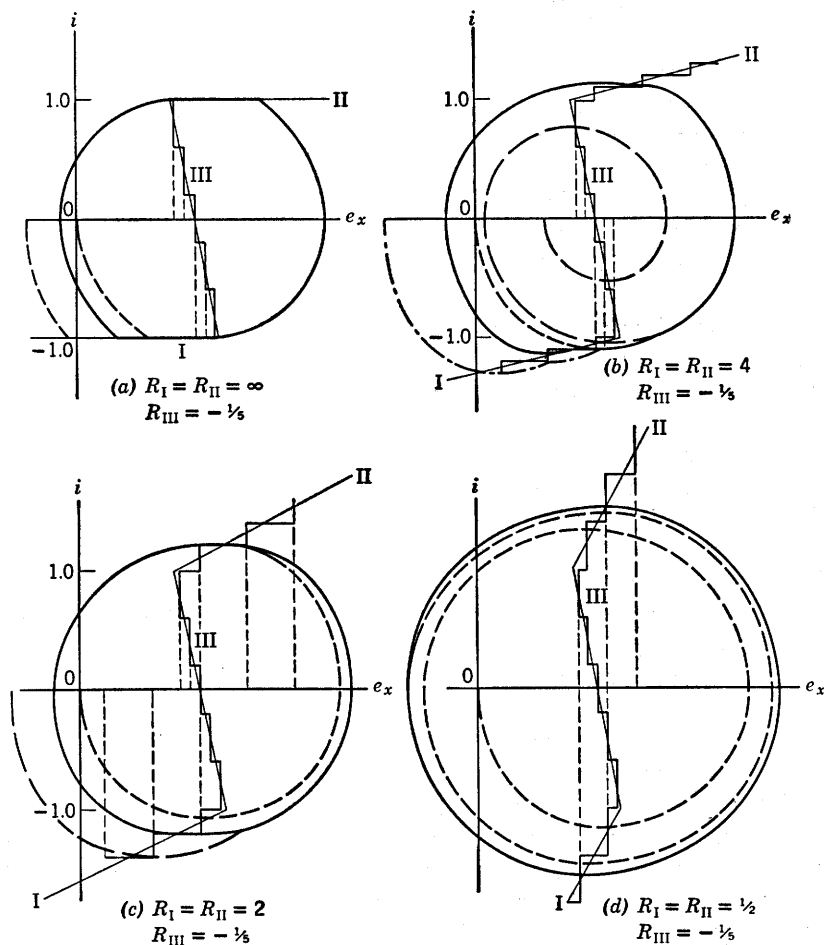 i
1.0
II
III
0
e_x
-1.0
I
(a) R_I = R_II = ∞
R_III = - 1/5
i
II
1.0
III
0
e_x
-1.0
I
(b) R_I = R_II = 4
R_III = - 1/5
i
II
1.0
III
0
e_x
-1.0
I
(c) R_I = R_II = 2
R_III = - 1/5
i
II
III
0
e_x
I
(d) R_I = R_II = 1/2
R_III = - 1/5